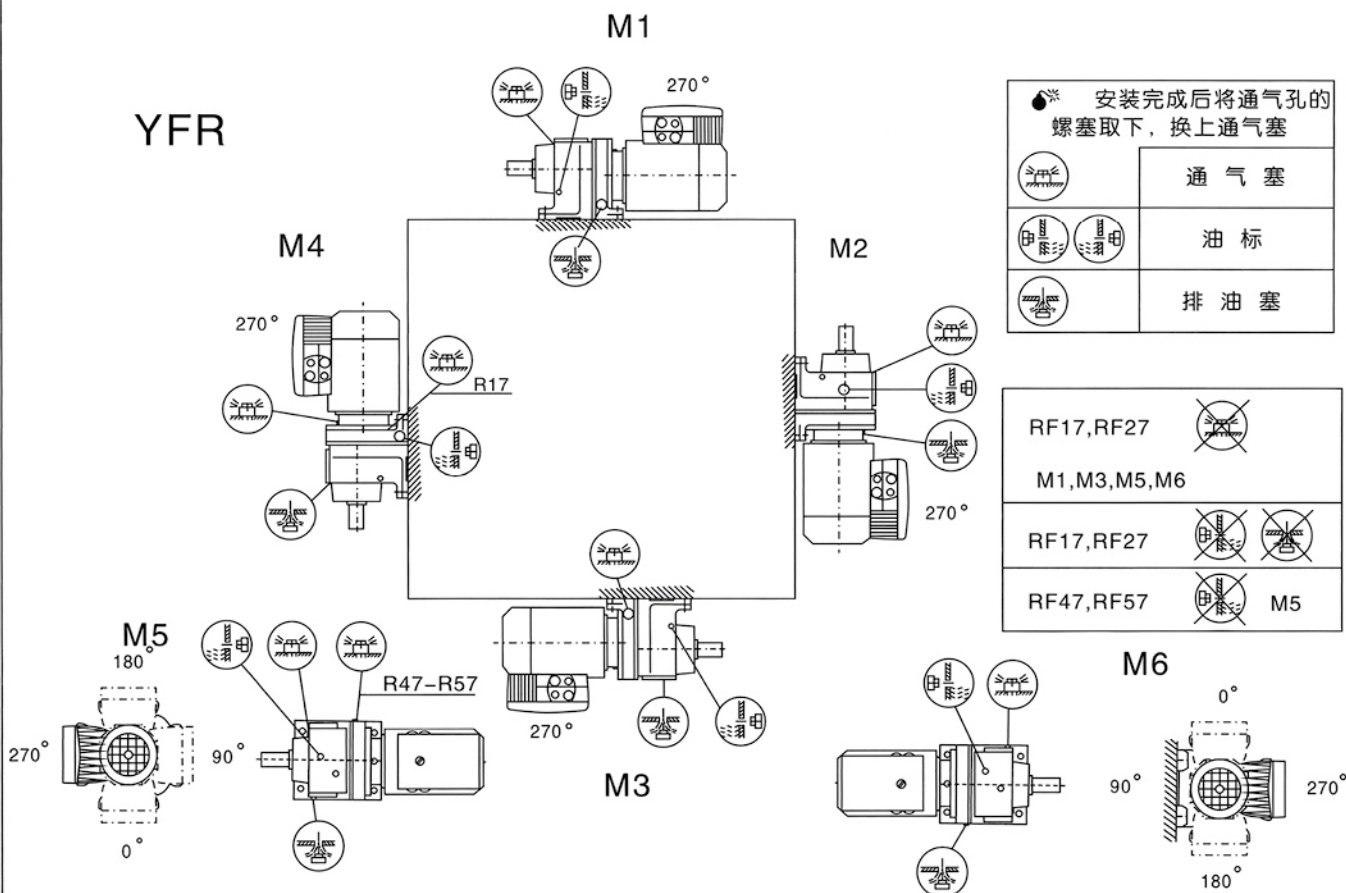 M1
YFR
270°
安装完成后将通气孔的
螺塞取下，换上通气塞
通气塞
油标
排油塞
M4
M2
270°
R17
270°
RF17,RF27
M1,M3,M5,M6
RF17,RF27
RF47,RF57 M5
M5
180°
270°
90°
0°
R47-R57
270°
M3
M6
0°
90°
270°
180°